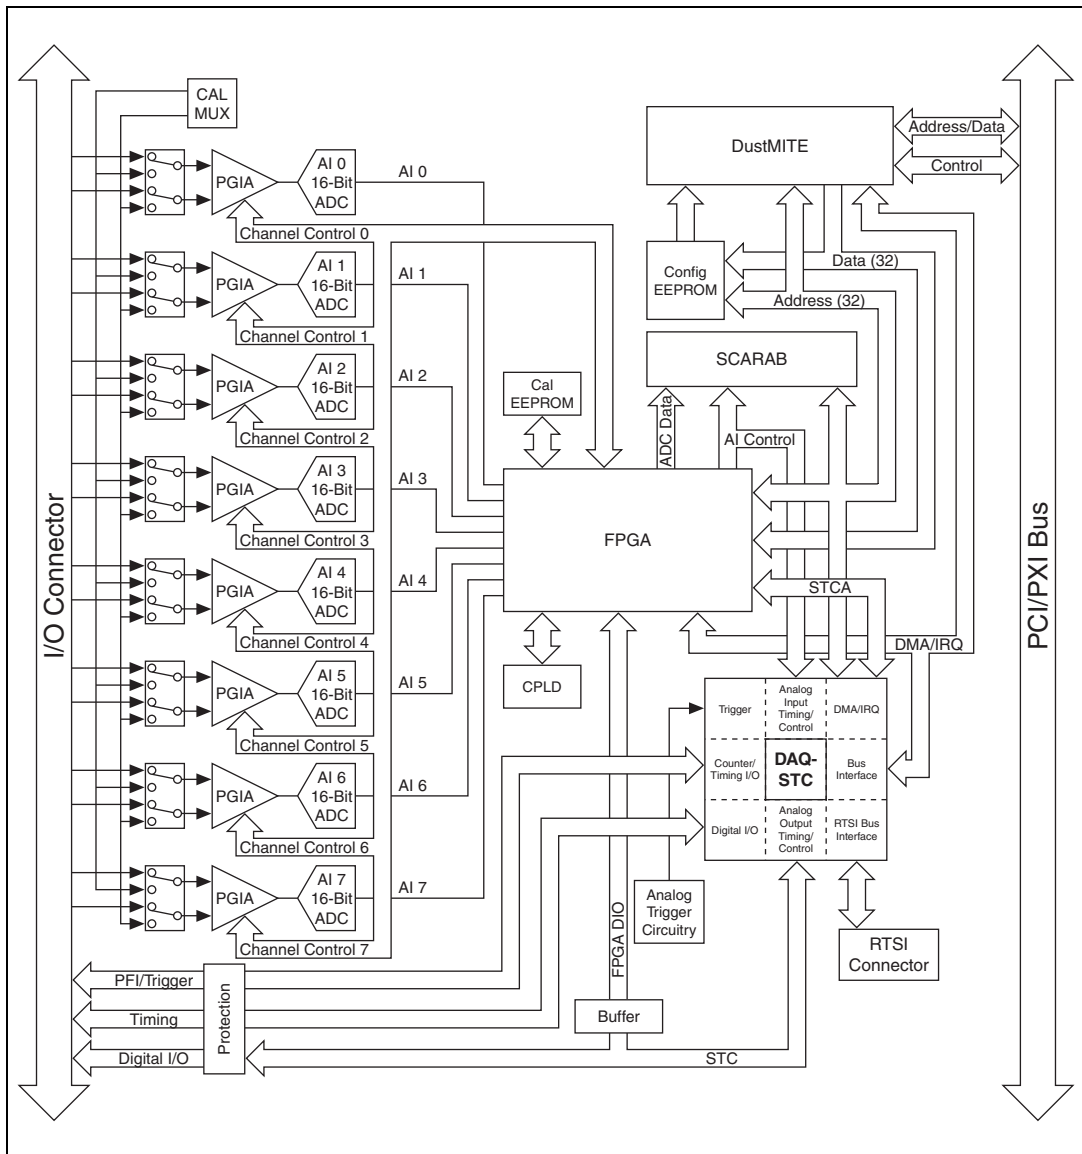 CAL
MUX
DustMITE
Address/Data
Control
PGIA
AI 0
16-Bit
ADC
AI 0
Channel Control 0
PGIA
AI 1
16-Bit
ADC
AI 1
Channel Control 1
Config
EEPROM
Data (32)
Address (32)
PGIA
AI 2
16-Bit
ADC
AI 2
Channel Control 2
SCARAB
Cal
EEPROM
ADC Data
AI Control
PGIA
AI 3
16-Bit
ADC
AI 3
Channel Control 3
I/O Connector
FPGA
PCI/PXI Bus
PGIA
AI 4
16-Bit
ADC
AI 4
Channel Control 4
STCA
DMA/IRQ
PGIA
AI 5
16-Bit
ADC
AI 5
Channel Control 5
CPLD
Trigger
Analog
Input
Timing/
Control
DMA/IRQ
Counter/
Timing I/O
DAQ-
STC
Bus
Interface
Digital I/O
Analog
Output
Timing/
Control
RTSI Bus
Interface
PGIA
AI 6
16-Bit
ADC
AI 6
Channel Control 6
PGIA
AI 7
16-Bit
ADC
AI 7
Channel Control 7
FPGA DIO
Analog
Trigger
Circuitry
RTSI
Connector
PFI/Trigger
Timing
Digital I/O
Protection
Buffer
STC